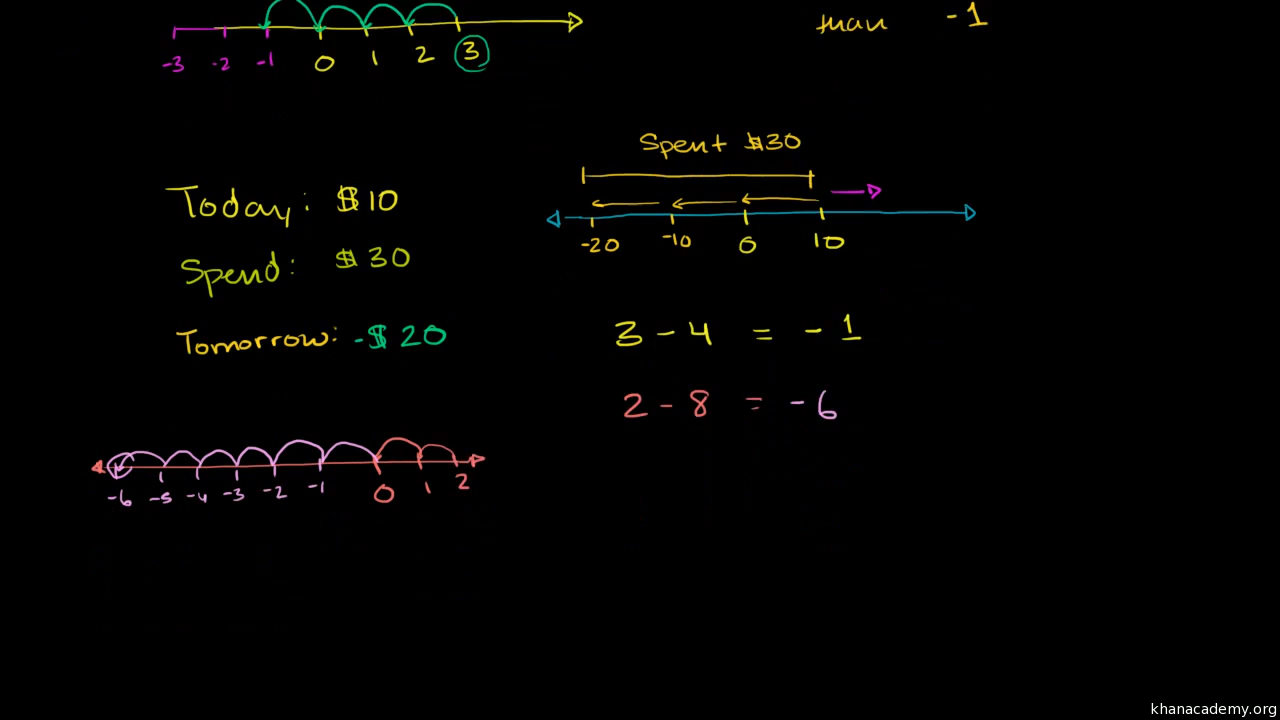 than -1
-3 -2 -1 0 1 2 3
Spent $30
Today: $10
-20 -10 0 10
Spend: $30
Tomorrow: -$20
3 - 4 = -1
2 - 8 = -6
-6 -5 -4 -3 -2 -1 0 1 2
khanacademy.org